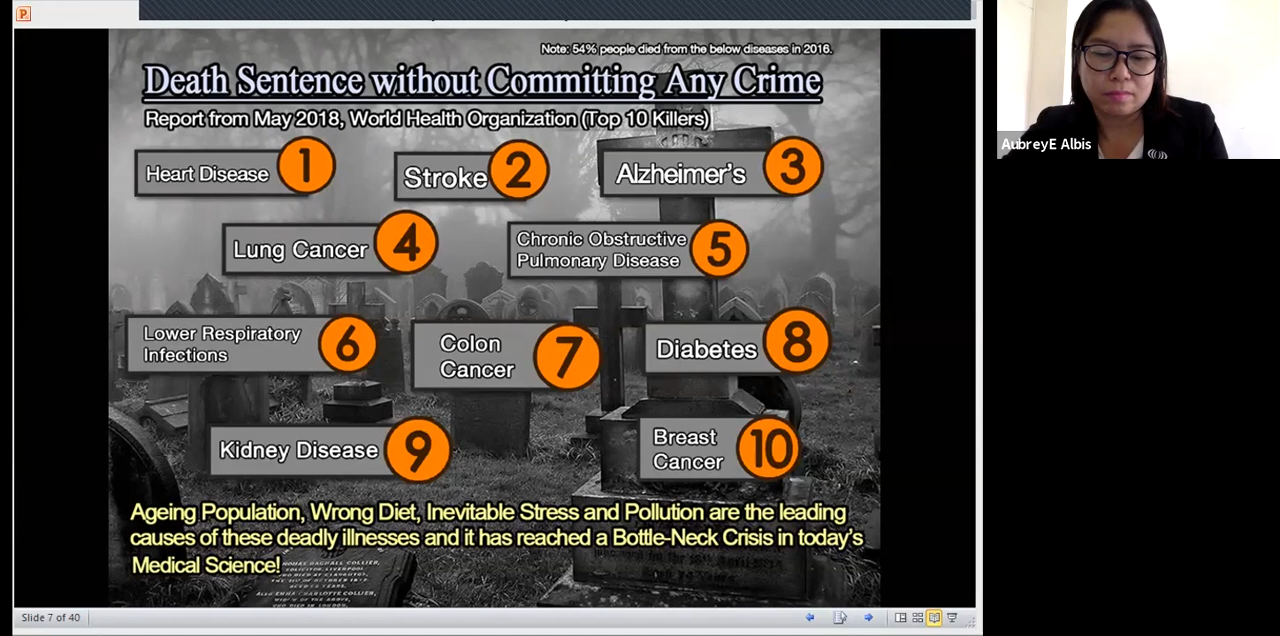 Note: 54% people died from the below diseases in 2016.
Death Sentence without Committing Any Crime
Report from May 2018, World Health Organization (Top 10 Killers)
Heart Disease 1
Stroke 2
Alzheimer's 3
Lung Cancer 4
Chronic Obstructive
Pulmonary Disease 5
Lower Respiratory
Infections 6
Colon
Cancer 7
Diabetes 8
Kidney Disease 9
Breast
Cancer 10
Ageing Population, Wrong Diet, Inevitable Stress and Pollution are the leading
causes of these deadly illnesses and it has reached a Bottle-Neck Crisis in today's
Medical Science!
Slide 7 of 40
AubreyE Albis